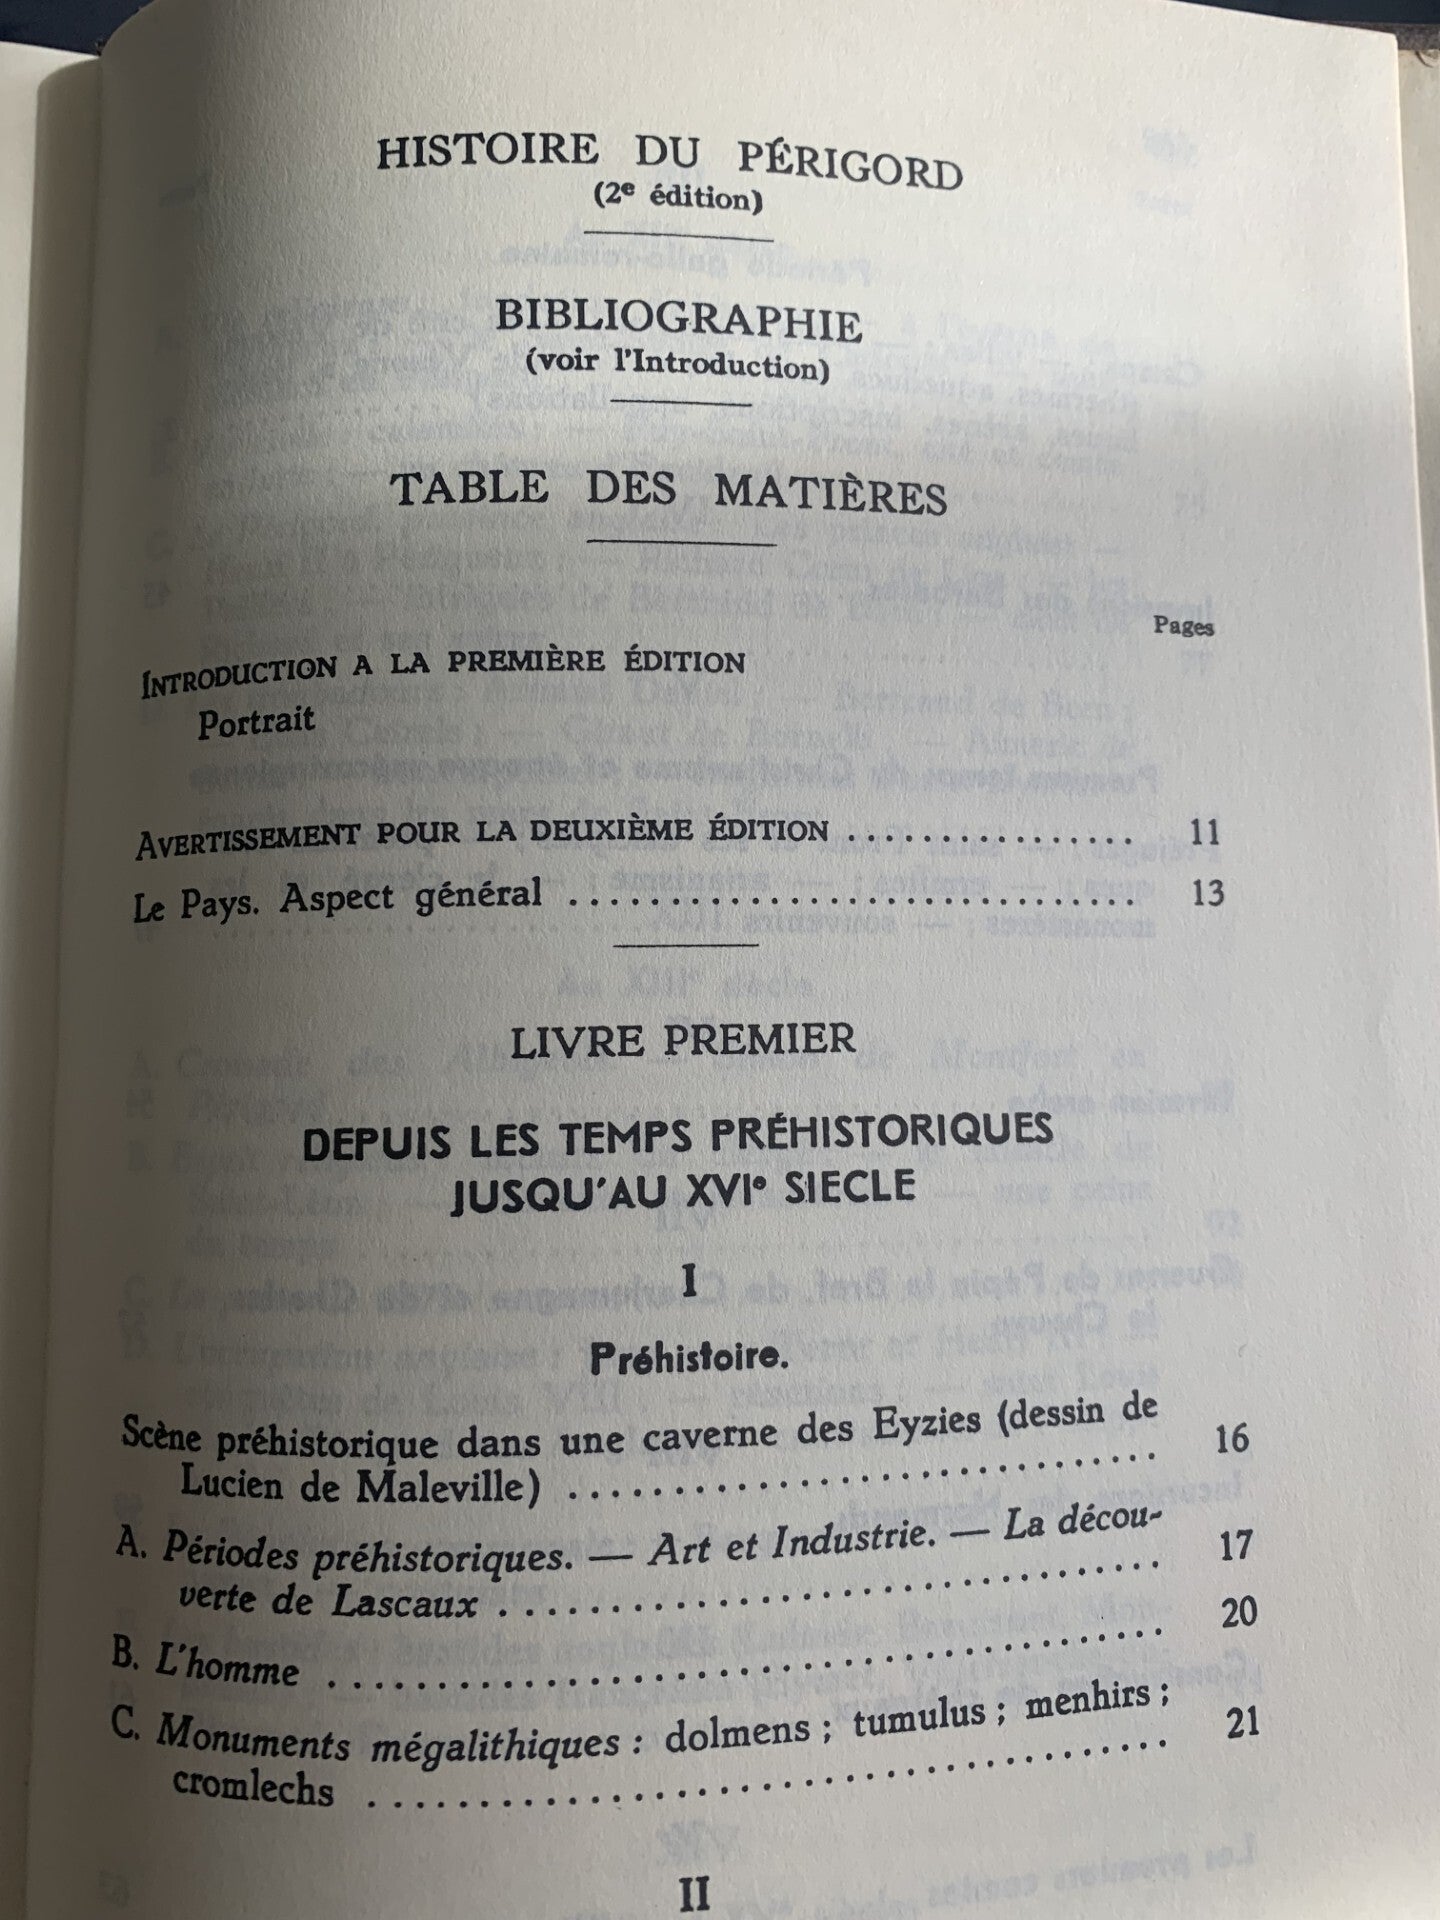 HISTOIRE DU PÉRIGORD
(2e édition)
BIBLIOGRAPHIE
(voir l'Introduction)
TABLE DES MATIÈRES
Pages
INTRODUCTION A LA PREMIÈRE ÉDITION
Portrait
AVERTISSEMENT POUR LA DEUXIÈME ÉDITION ................ 11
Le Pays. Aspect général ............................... 13
LIVRE PREMIER
DEPUIS LES TEMPS PRÉHISTORIQUES
JUSQU'AU XVIe SIECLE
I
Préhistoire.
Scène préhistorique dans une caverne des Eyzies (dessin de
Lucien de Maleville) ................................ 16
A. Périodes préhistoriques. — Art et Industrie. — La décou-
verte de Lascaux .................................... 17
B. L'homme ............................................. 20
C. Monuments mégalithiques : dolmens ; tumulus ; menhirs ;
cromlechs ........................................... 21
II